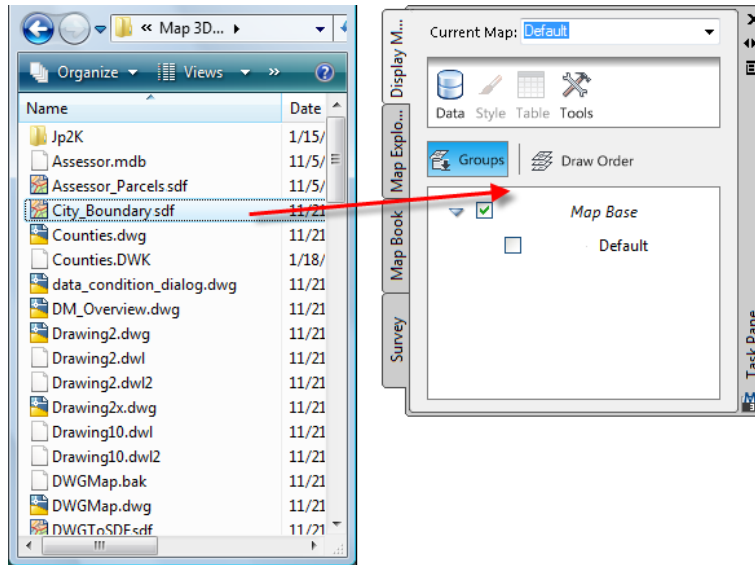 « Map 3D...
Organize Views »
Name Date
Jp2K 1/15/
Assessor.mdb 11/5/
Assessor_Parcels.sdf 11/5/
City_Boundary.sdf 11/21
Counties.dwg 11/21
Counties.DWK 1/18/
data_condition_dialog.dwg 11/21
DM_Overview.dwg 11/21
Drawing2.dwg 11/21
Drawing2.dwl 11/21
Drawing2.dwl2 11/21
Drawing2x.dwg 11/21
Drawing10.dwl 11/21
Drawing10.dwl2 11/21
DWGMap.bak 11/21
DWGMap.dwg 11/21
DWGToSDF.sdf 11/21
Display M...
Map Explo...
Map Book
Survey
Current Map: Default
Data Style Table Tools
Groups Draw Order
Map Base
Default
Task Pane